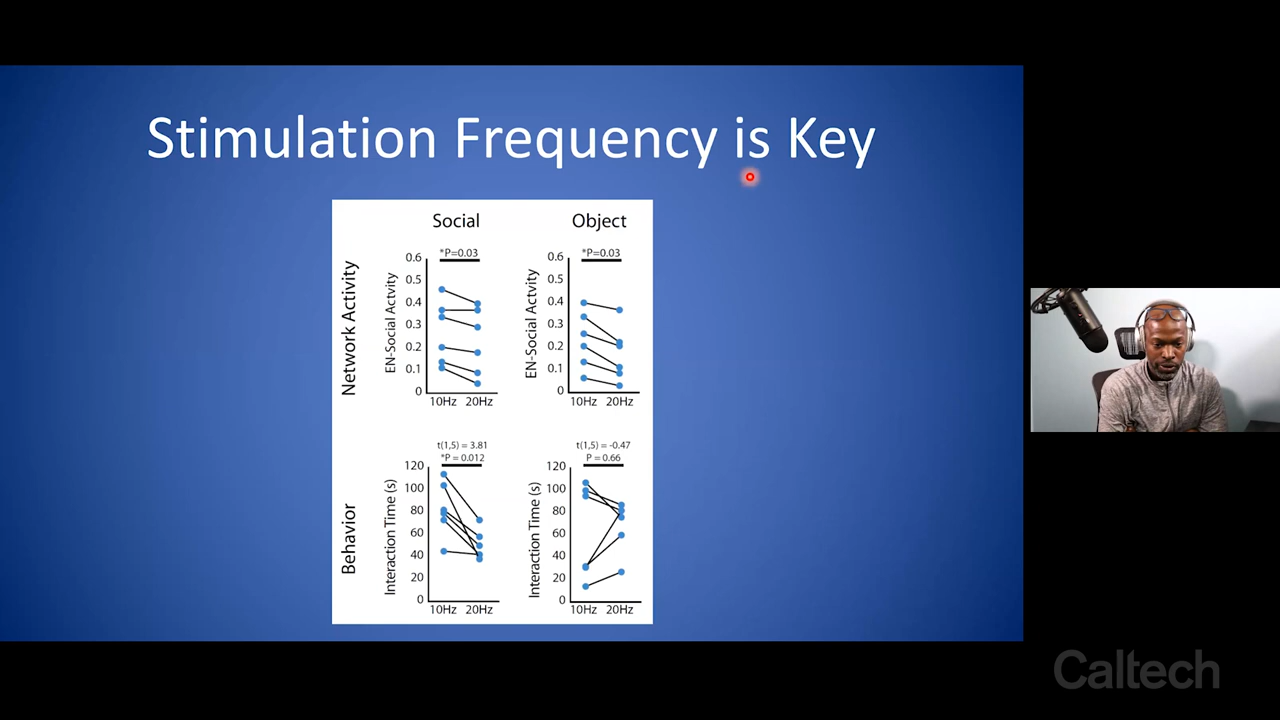 Stimulation Frequency is Key
Social
Object
Network Activity
EN-Social Actvity
*P=0.03
0.6
0.5
0.4
0.3
0.2
0.1
0
10Hz 20Hz
EN-Social Actvity
*P=0.03
0.6
0.5
0.4
0.3
0.2
0.1
0
10Hz 20Hz
Behavior
Interaction Time (s)
t(1,5) = 3.81
*P = 0.012
120
100
80
60
40
20
0
10Hz 20Hz
Interaction Time (s)
t(1,5) = -0.47
P = 0.66
120
100
80
60
40
20
0
10Hz 20Hz
Caltech